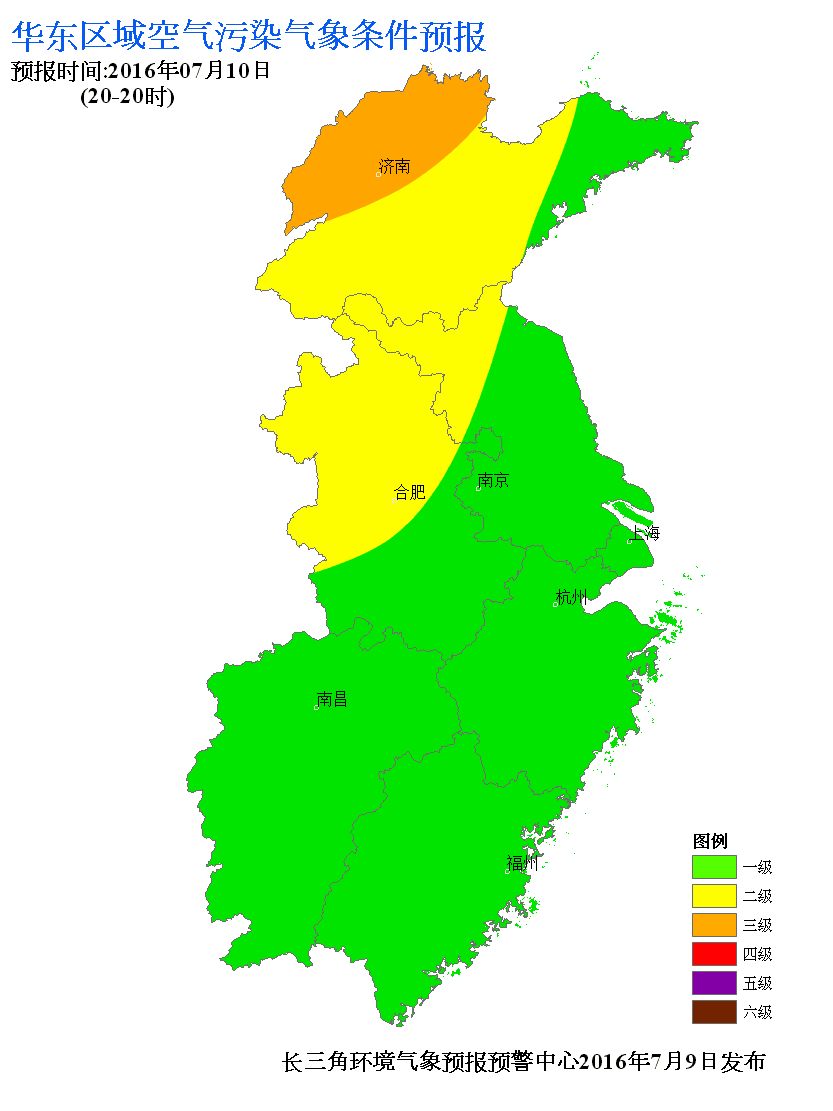 华东区域空气污染气象条件预报
预报时间:2016年07月10日
(20-20时)
济南
合肥
南京
上海
杭州
南昌
福州
图例
一级
二级
三级
四级
五级
六级
长三角环境气象预报预警中心2016年7月9日发布